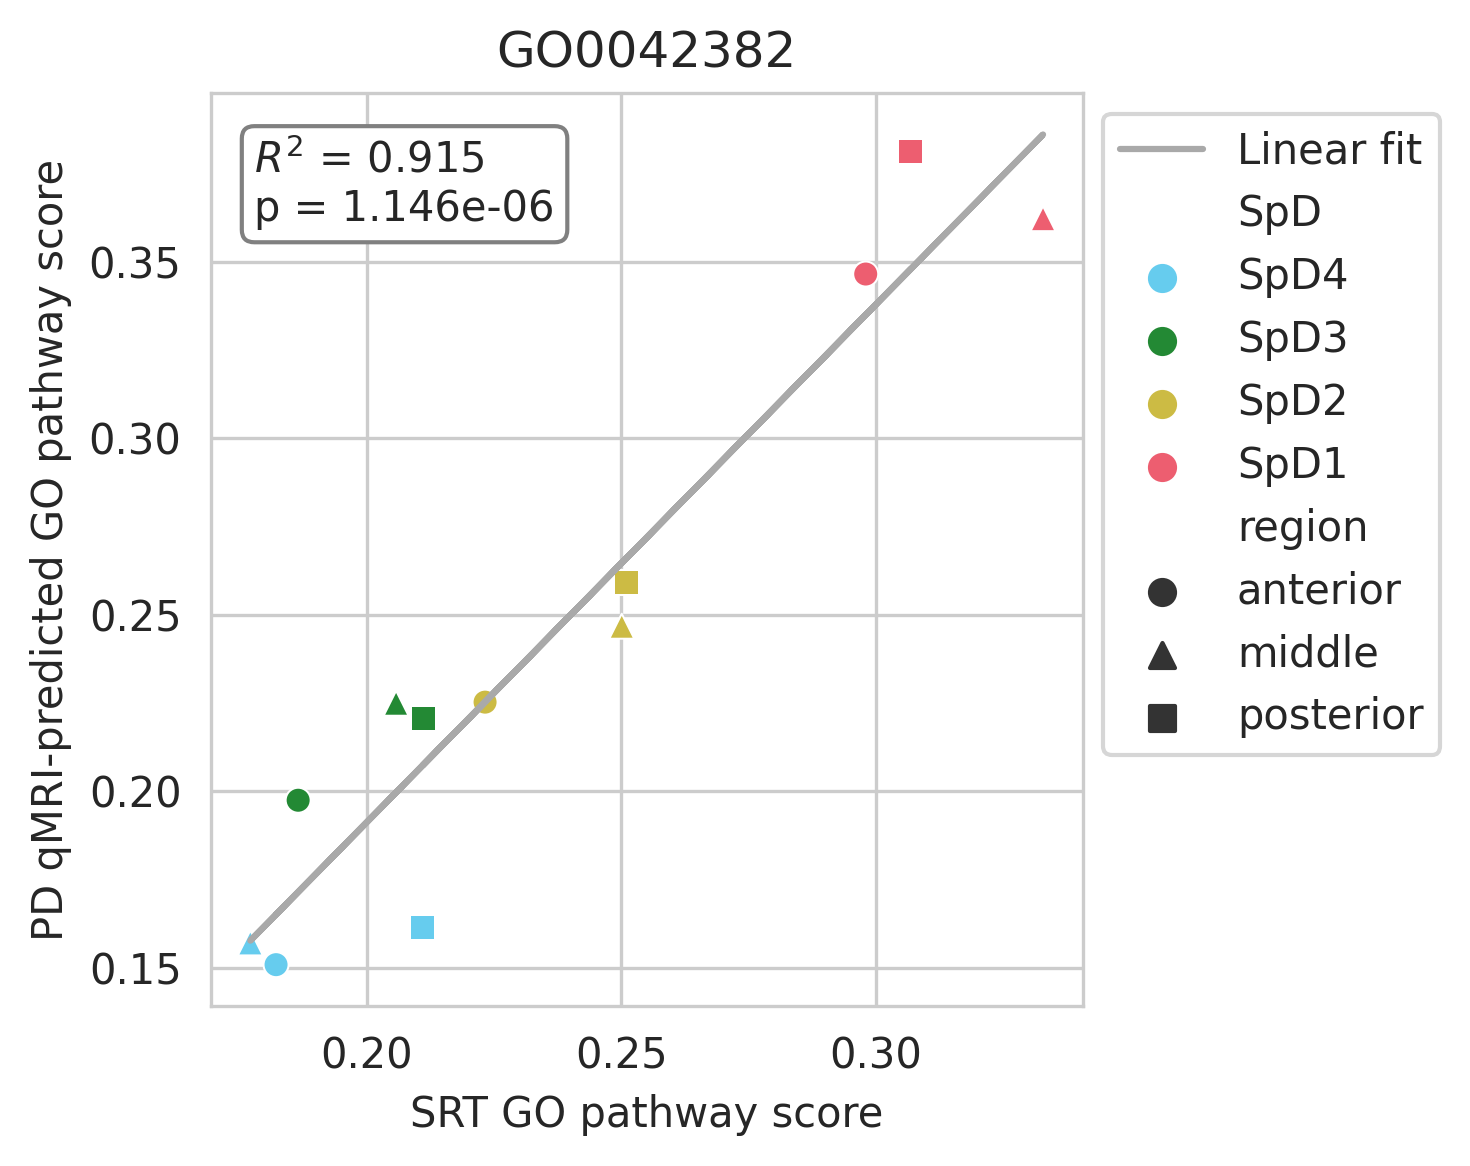 GO0042382
R² = 0.915
p = 1.146e-06
PD qMRI-predicted GO pathway score
0.35
0.30
0.25
0.20
0.15
0.20
0.25
0.30
SRT GO pathway score
Linear fit
SpD
SpD4
SpD3
SpD2
SpD1
region
anterior
middle
posterior